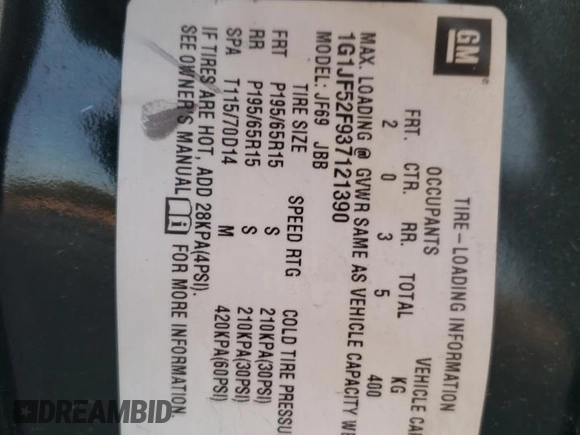 GM
TIRE-LOADING INFORMATION
OCCUPANTS VEHICLE
FRT. CTR. RR. TOTAL KG
2 0 3 5 400
MAX. LOADING @ GVWR SAME AS VEHICLE CAPACITY
1G1JF52F937121390
MODEL: JF69 JBB
TIRE SIZE SPEED RTG COLD TIRE
FRT P195/65R15 S 210KPA(30PSI)
RR P195/65R15 S 210KPA(30PSI)
SPA T115/70D14 M 420KPA(60PSI)
IF TIRES ARE HOT, ADD 28KPA(4PSI).
SEE OWNER'S MANUAL FOR MORE INFORMATION
DREAMBID